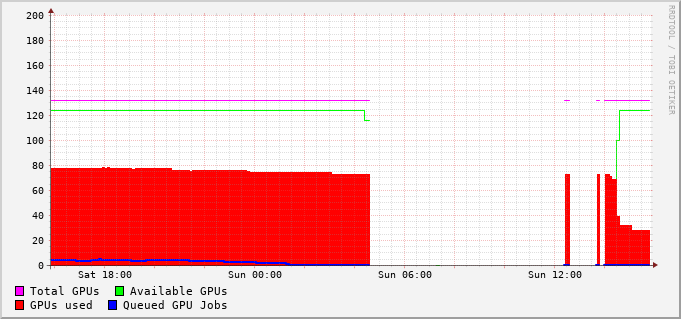 200
180
160
140
120
100
80
60
40
20
0
Sat 18:00 Sun 00:00 Sun 06:00 Sun 12:00
Total GPUs Available GPUs
GPUs used Queued GPU Jobs
RRDTOOL / TOBI OETIKER